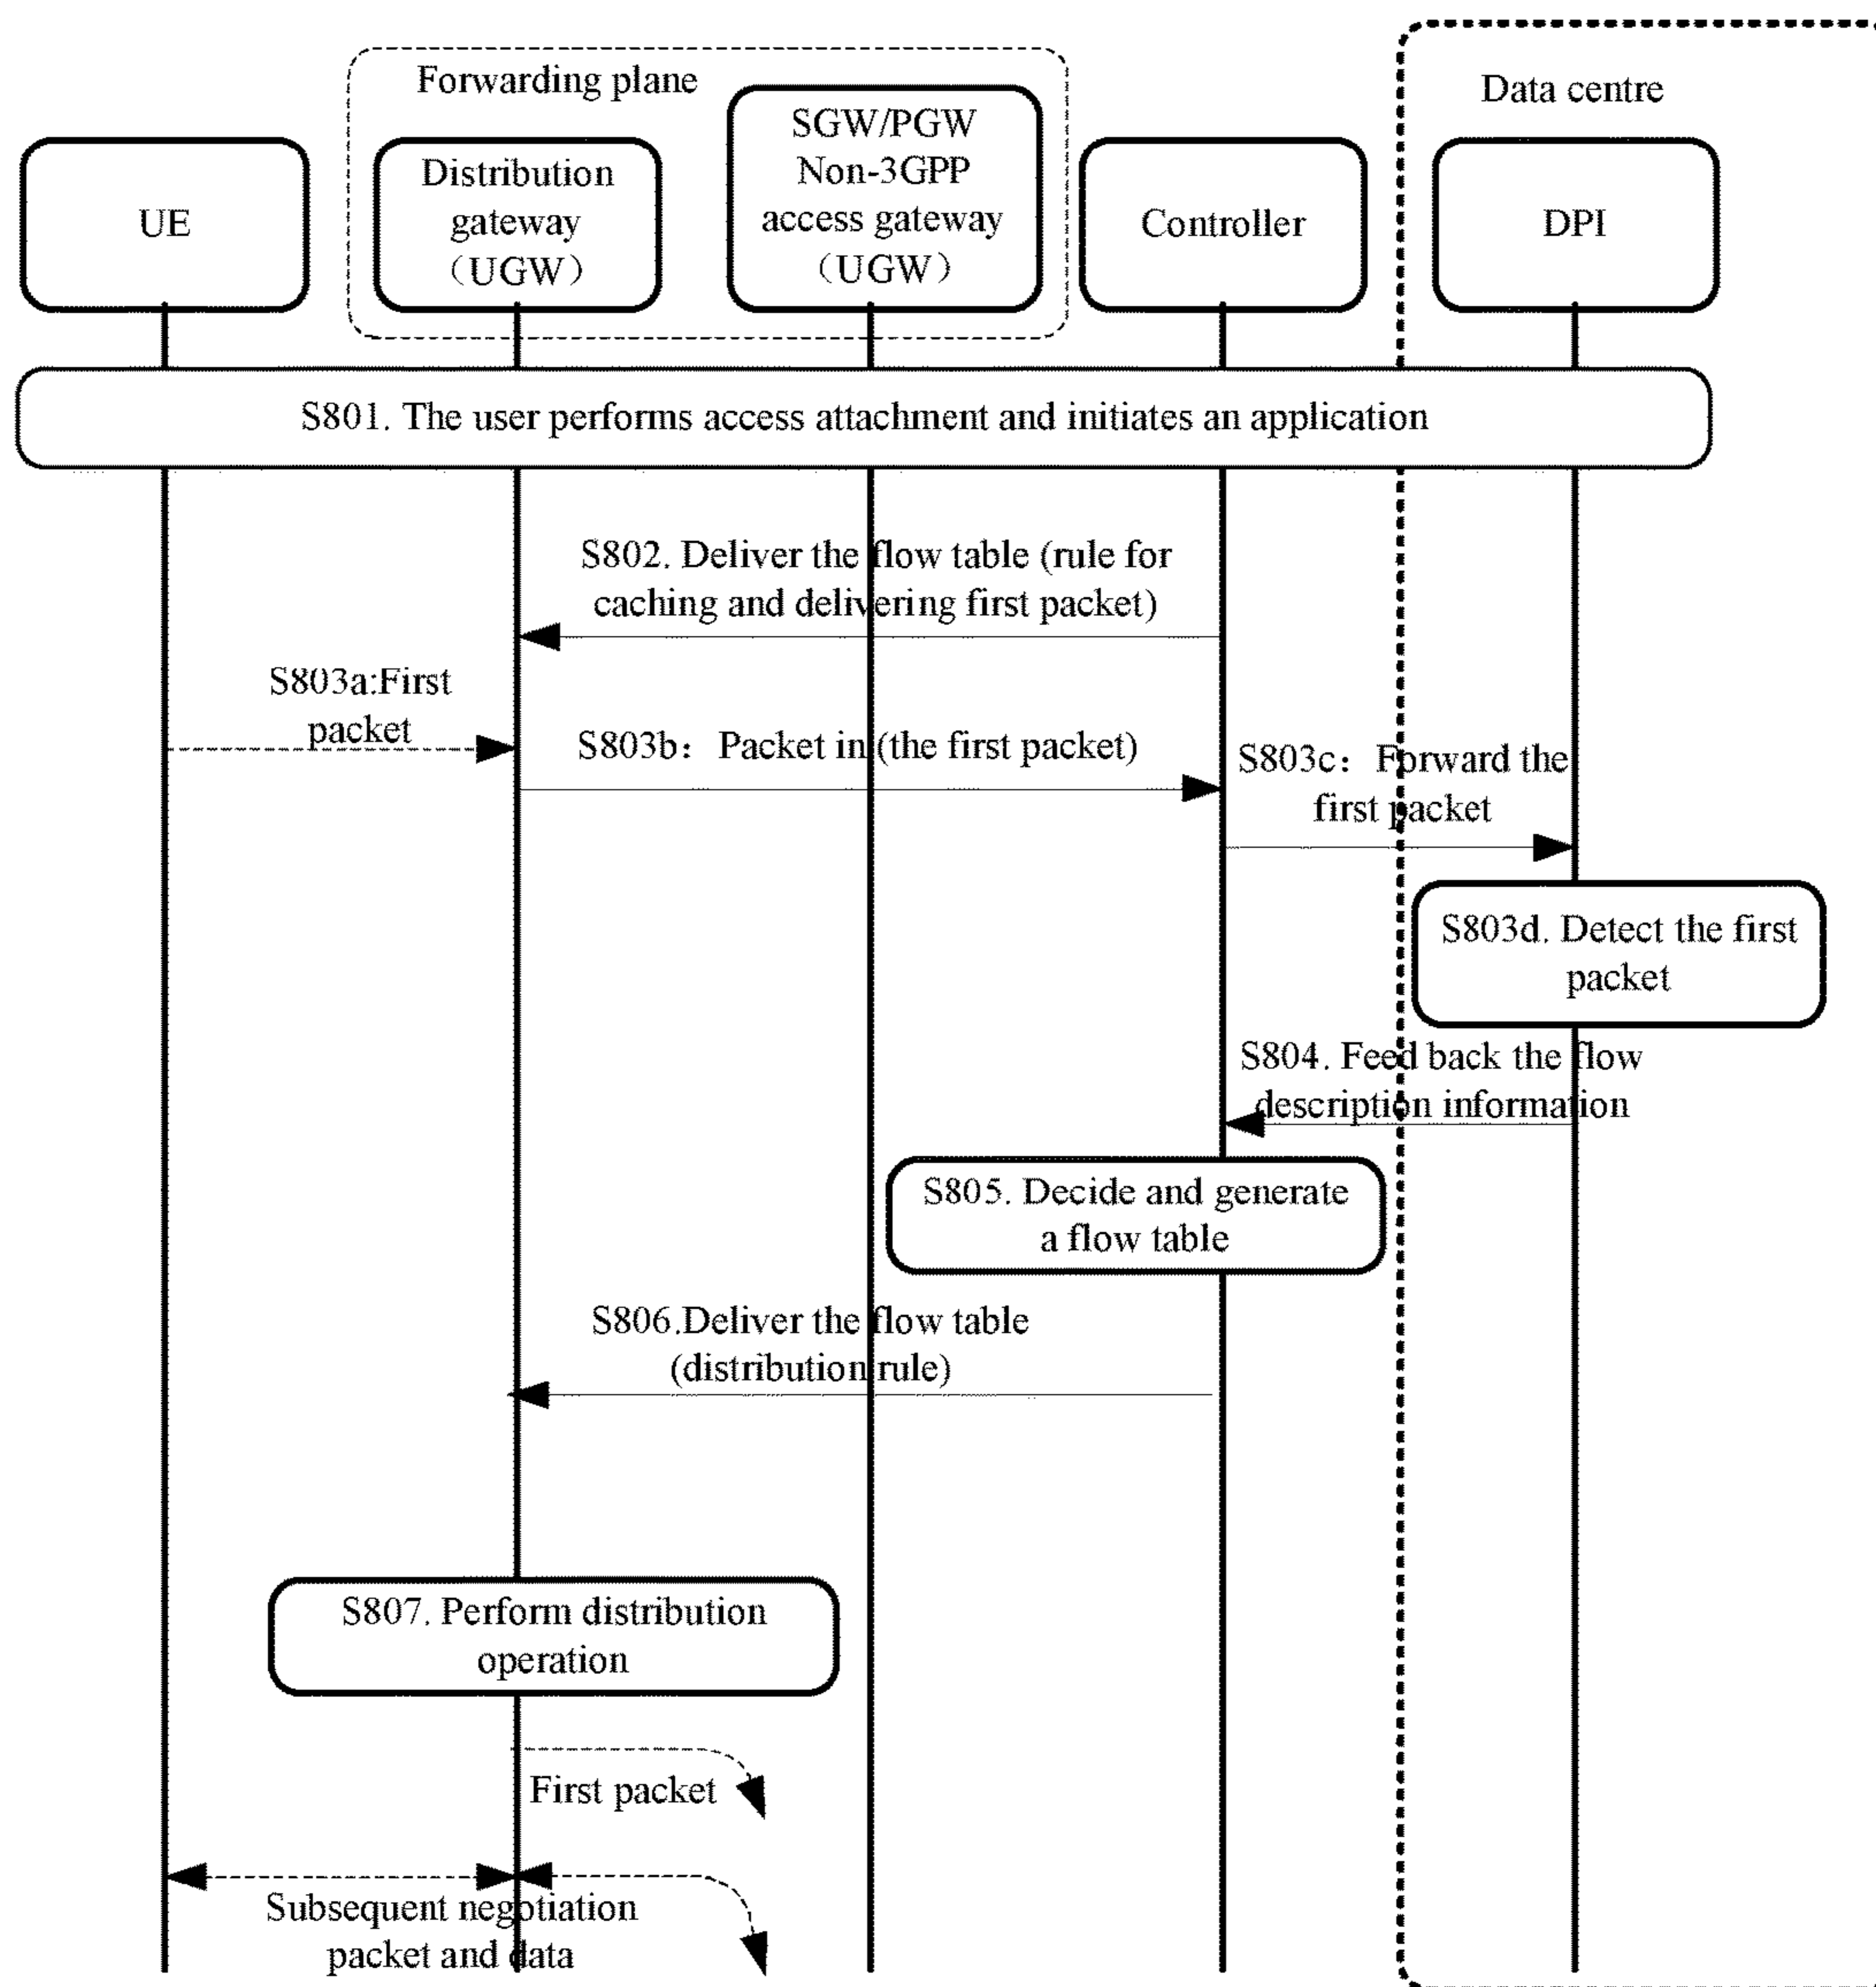 Forwarding plane
Data centre
UE
Distribution
gateway
（UGW）
SGW/PGW
Non-3GPP
access gateway
（UGW）
Controller
DPI
S801. The user performs access attachment and initiates an application
S802. Deliver the flow table (rule for
caching and delivering first packet)
S803a:First
packet
S803b：Packet in (the first packet)
S803c：Forward the
first packet
S803d. Detect the first
packet
S804. Feed back the flow
description information
S805. Decide and generate
a flow table
S806.Deliver the flow table
(distribution rule)
S807. Perform distribution
operation
First packet
Subsequent negotiation
packet and data